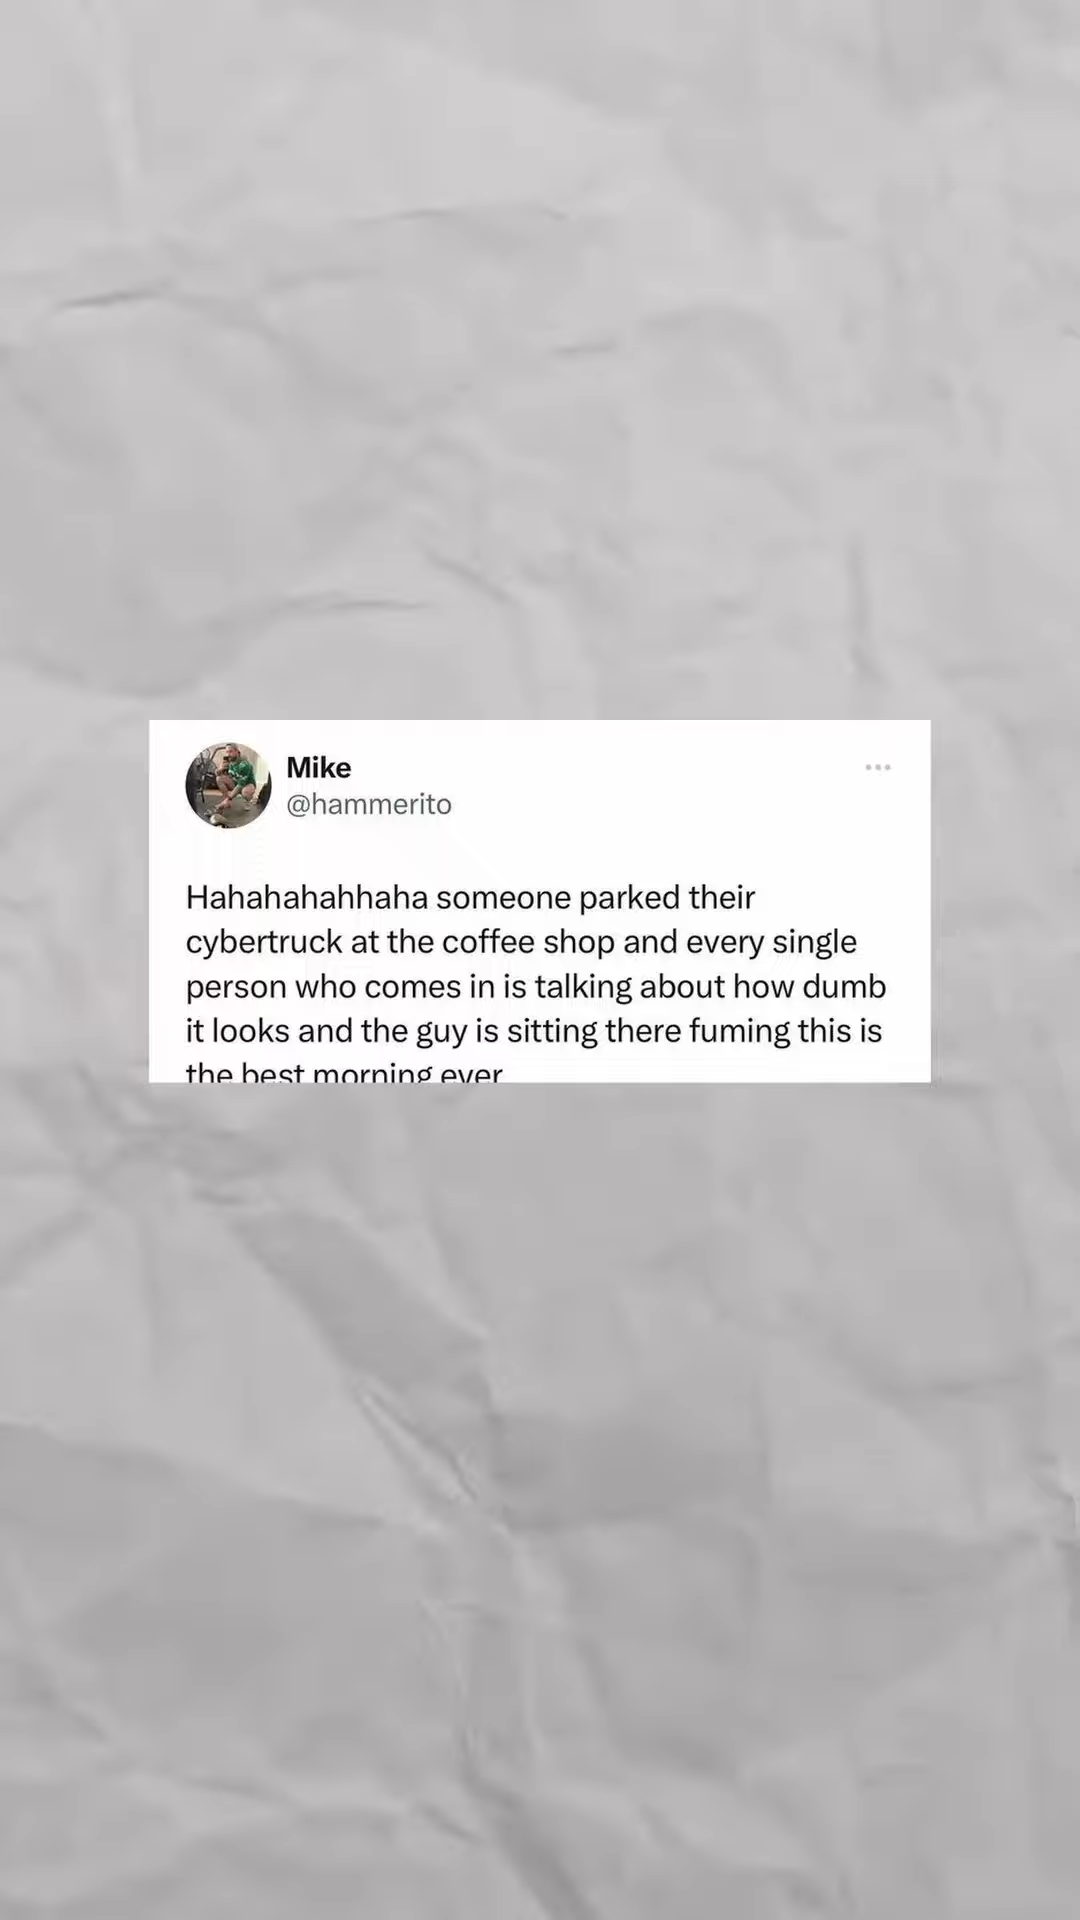 Mike
@hammerito
Hahahahahhaha someone parked their
cybertruck at the coffee shop and every single
person who comes in is talking about how dumb
it looks and the guy is sitting there fuming this is
the best morning ever